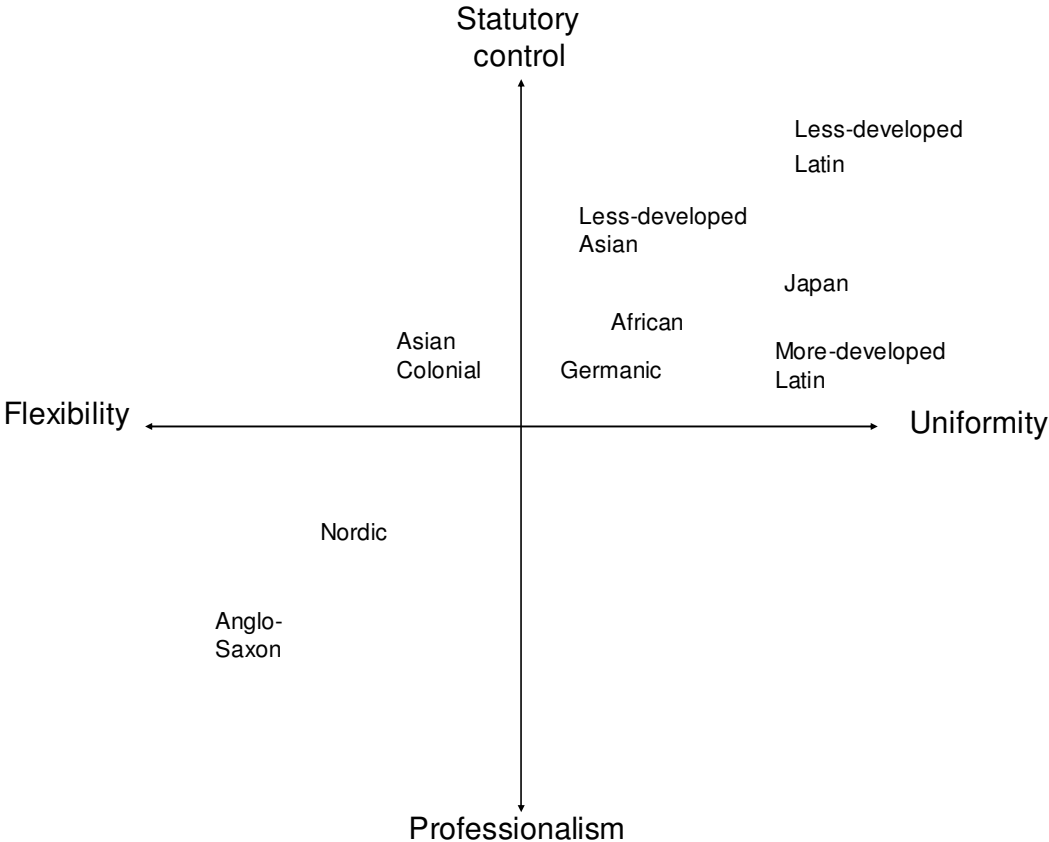 Statutory
control
Less-developed
Latin
Less-developed
Asian
Japan
African
Asian
Colonial
Germanic
More-developed
Latin
Flexibility
Uniformity
Nordic
Anglo-
Saxon
Professionalism